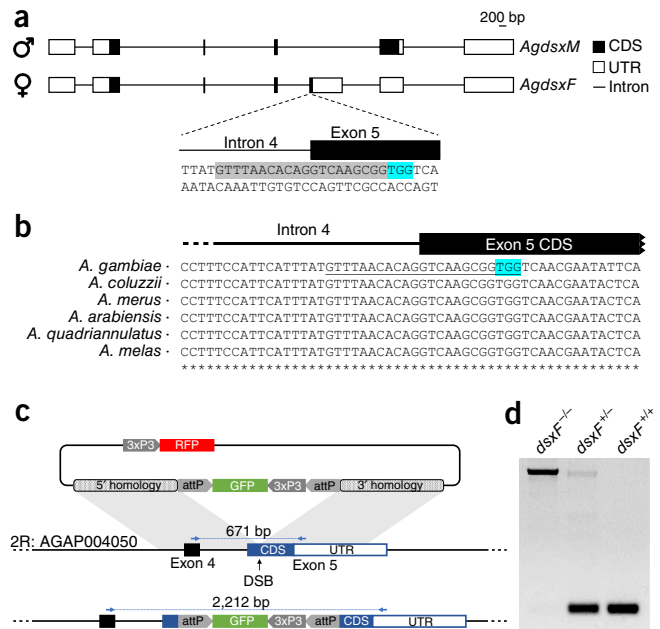 a
200 bp
♂ AgdsxM
CDS
UTR
Intron
♀ AgdsxF
Intron 4 Exon 5
TTATGTTTAACACAGGTCAAGCGGTGGTCA
AATACAAATTGTGTCCAGTTCGCCACCAGT
b
Intron 4 Exon 5 CDS
A. gambiae · CCTTTCCATTCATTTATGTTTAACACAGGTCAAGCGGTGGTCAACGAATATTCA
A. coluzzii · CCTTTCCATTCATTTATGTTTAACACAGGTCAAGCGGTGGTCAACGAATACTCA
A. merus · CCTTTCCATTCATTTATGTTTAACACAGGTCAAGCGGTGGTCAACGAATACTCA
A. arabiensis · CCTTTCCATTCATTTATGTTTAACACAGGTCAAGCGGTGGTCAACGAATACTCA
A. quadriannulatus · CCTTTCCATTCATTTATGTTTAACACAGGTCAAGCGGTGGTCAACGAATACTCA
A. melas · CCTTTCCATTCATTTATGTTTAACACAGGTCAAGCGGTGGTCAACGAATACTCA
******************************************************
c
3xP3 RFP
5′ homology attP GFP 3xP3 attP 3′ homology
671 bp
2R: AGAP004050
CDS UTR
Exon 4 Exon 5
DSB
2,212 bp
attP GFP 3xP3 attP CDS UTR
d
dsxF−/− dsxF+/− dsxF+/+